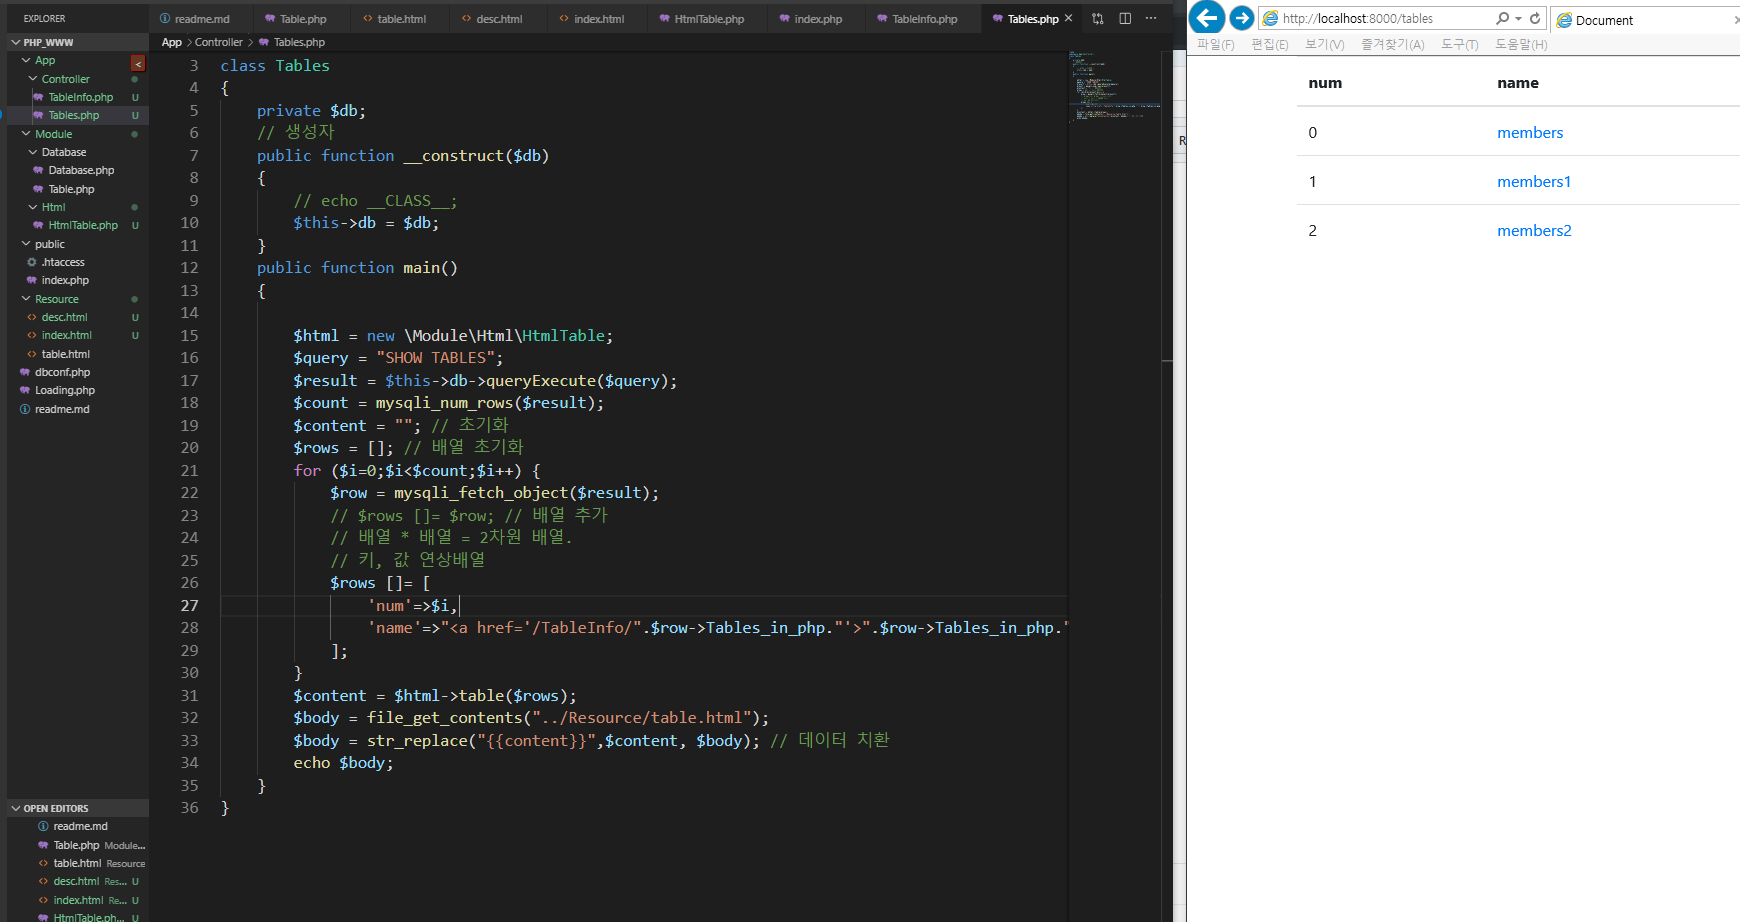 EXPLORER
PHP_WWW
App
Controller
TableInfo.php U
Tables.php U
Module
Database
Database.php
Table.php
Html
HtmlTable.php U
public
.htaccess
index.php
Resource
desc.html U
index.html U
table.html
dbconf.php
Loading.php
readme.md
OPEN EDITORS
readme.md
Table.php Module...
table.html Resource
desc.html Res... U
index.html Re... U
HtmlTable.ph... U
readme.md Table.php table.html desc.html index.html HtmlTable.php index.php TableInfo.php Tables.php
App > Controller > Tables.php
3 class Tables
4 {
5 private $db;
6 // 생성자
7 public function __construct($db)
8 {
9 // echo __CLASS__;
10 $this->db = $db;
11 }
12 public function main()
13 {
14
15 $html = new \Module\Html\HtmlTable;
16 $query = "SHOW TABLES";
17 $result = $this->db->queryExecute($query);
18 $count = mysqli_num_rows($result);
19 $content = ""; // 초기화
20 $rows = []; // 배열 초기화
21 for ($i=0;$i<$count;$i++) {
22 $row = mysqli_fetch_object($result);
23 // $rows []= $row; // 배열 추가
24 // 배열 * 배열 = 2차원 배열.
25 // 키, 값 연상배열
26 $rows []= [
27 'num'=>$i,
28 'name'=>"<a href='/TableInfo/".$row->Tables_in_php."'>".$row->Tables_in_php."
29 ];
30 }
31 $content = $html->table($rows);
32 $body = file_get_contents("../Resource/table.html");
33 $body = str_replace("{{content}}",$content, $body); // 데이터 치환
34 echo $body;
35 }
36 }
R
http://localhost:8000/tables
Document
파일(F) 편집(E) 보기(V) 즐겨찾기(A) 도구(T) 도움말(H)
num name
0 members
1 members1
2 members2